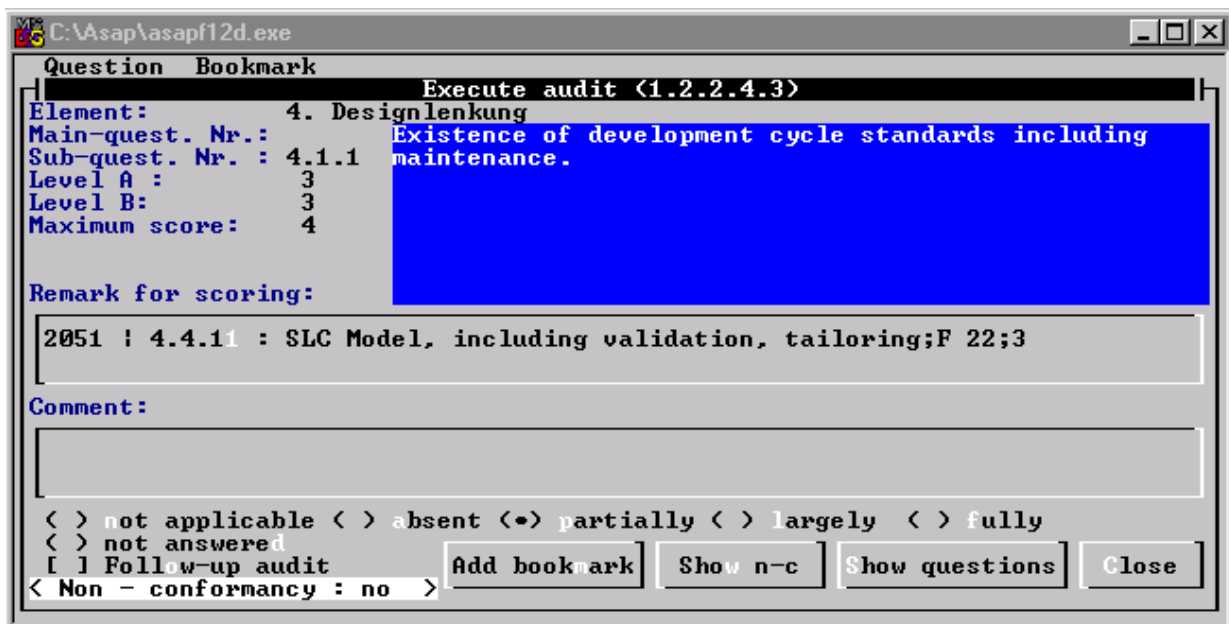 C:\Asap\asapf12d.exe
Question Bookmark
Execute audit (1.2.2.4.3)
Element: 4. Designlenkung
Main-quest. Nr.: Existence of development cycle standards including
Sub-quest. Nr. : 4.1.1 maintenance.
Level A : 3
Level B: 3
Maximum score: 4
Remark for scoring:
2051 ¦ 4.4.11 : SLC Model, including validation, tailoring;F 22;3
Comment:
( ) not applicable ( ) absent (•) partially ( ) largely ( ) fully
( ) not answered
[ ] Follow-up audit Add bookmark Show n-c Show questions Close
< Non - conformancy : no >